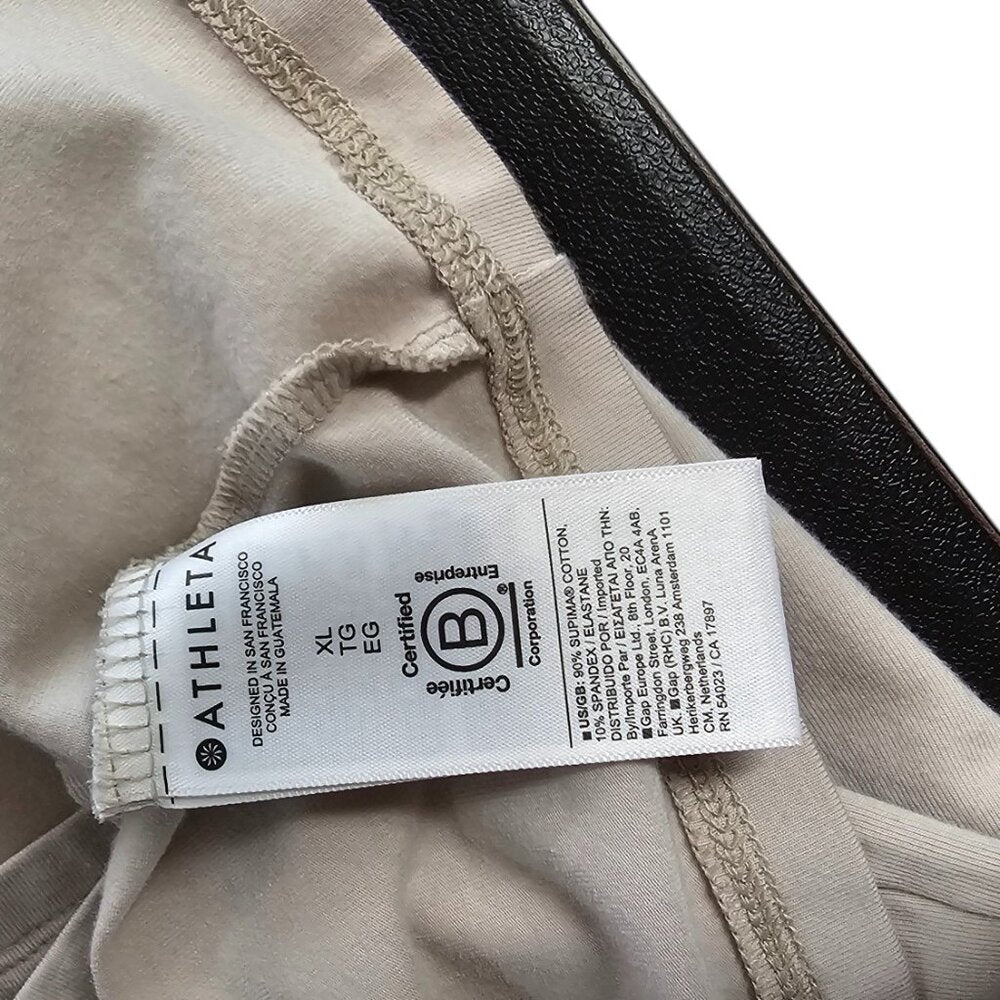 ATHLETA
DESIGNED IN SAN FRANCISCO
CONÇU À SAN FRANCISCO
MADE IN GUATEMALA
XL
TG
EG
Certified
Certifiée
B
®
Entreprise
Corporation
■ US/GB: 90% SUPIMA® COTTON,
10% SPANDEX / ELASTANE
DISTRIBUIDO POR / Imported
By/Importe Par / ΕΙΣΑΓΕΤΑΙ ΑΠΟ ΤΗΝ:
■Gap Europe Ltd., 6th Floor, 20
Farringdon Street, London, EC4A 4AB,
UK. ■Gap (RHC) B.V. Luna ArenA
Herikerbergweg 238 Amsterdam 1101
CM, Netherlands
RN 54023 / CA 17897